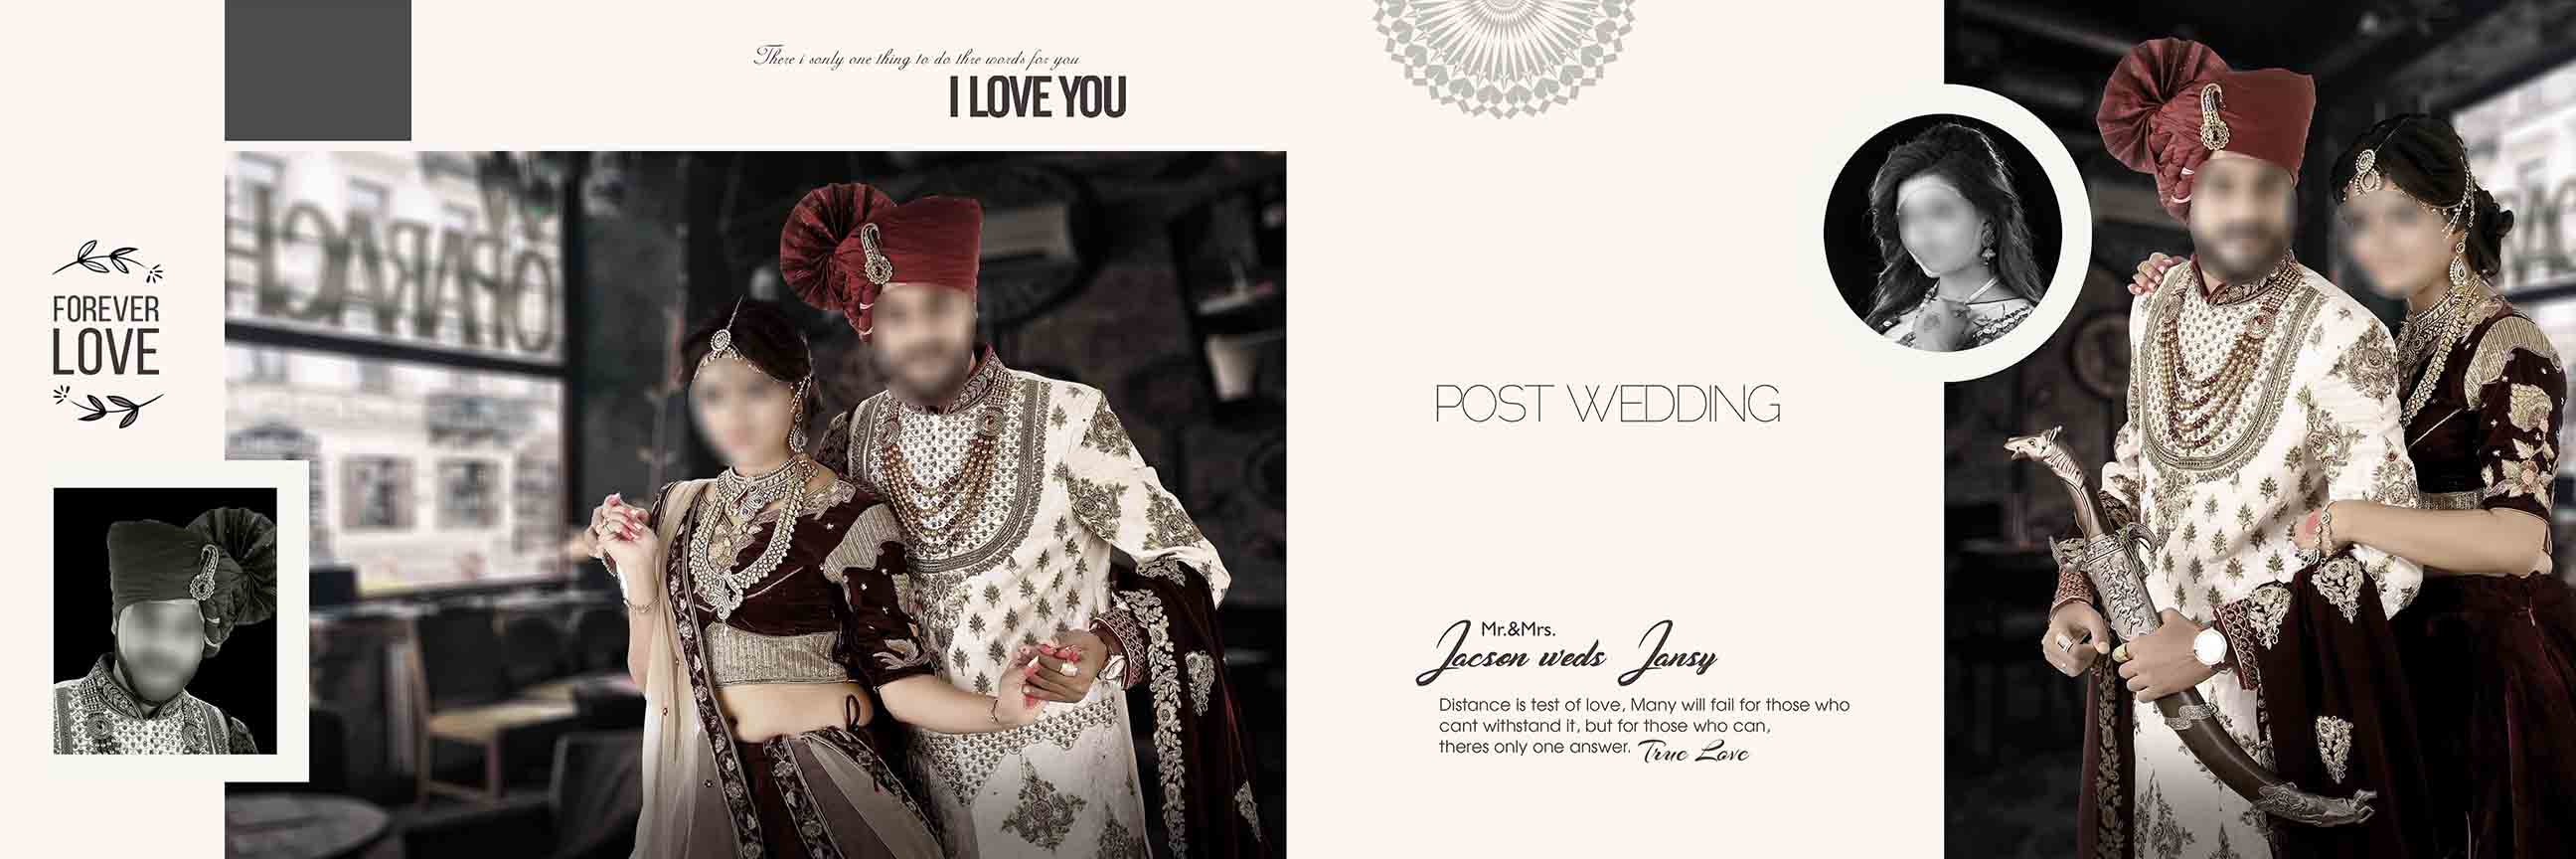 There i sonly one thing to do thre words for you
I LOVE YOU
FOREVER
LOVE
POST WEDDING
Mr.&Mrs.
Jacson weds Jansy
Distance is test of love, Many will fail for those who
cant withstand it, but for those who can,
theres only one answer. True Love